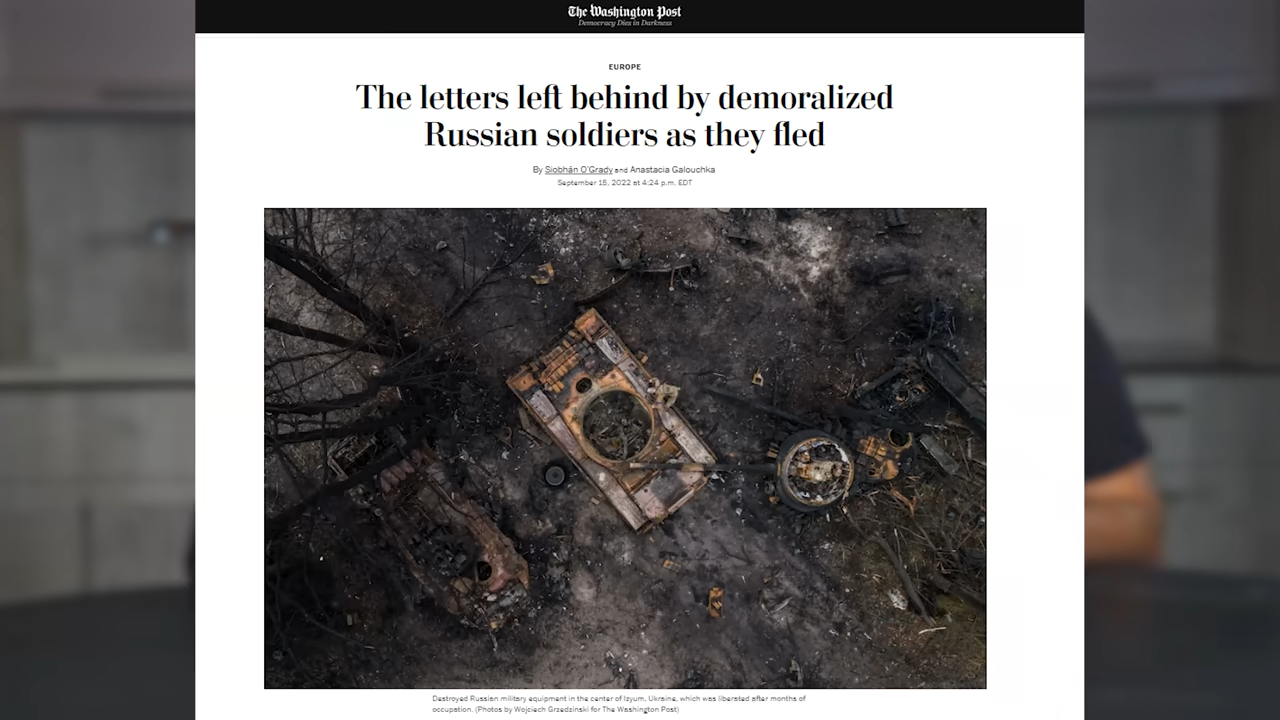 The Washington Post
Democracy Dies in Darkness
EUROPE
The letters left behind by demoralized
Russian soldiers as they fled
By Siobhán O'Grady and Anastacia Galouchka
September 15, 2022 at 4:24 p.m. EDT
Destroyed Russian military equipment in the center of Izyum, Ukraine, which was liberated after months of
occupation. (Photos by Wojciech Grzedzinski for The Washington Post)